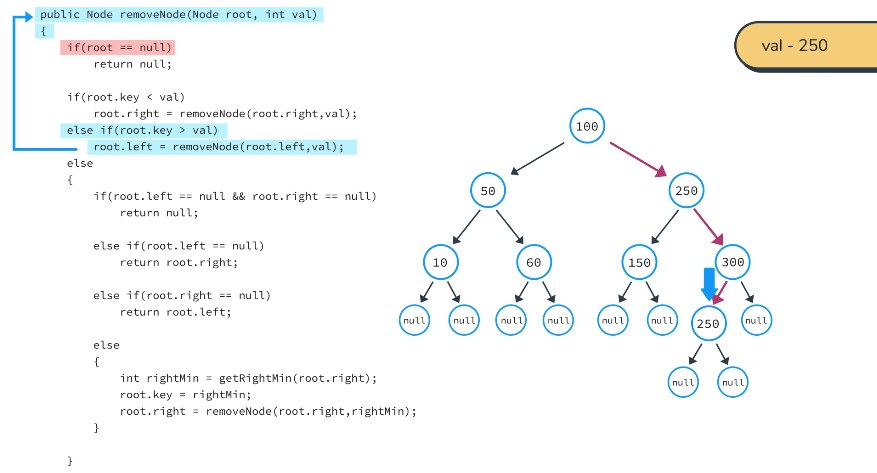 public Node removeNode(Node root, int val)
{
if(root == null)
return null;
if(root.key < val)
root.right = removeNode(root.right,val);
else if(root.key > val)
root.left = removeNode(root.left,val);
else
{
if(root.left == null && root.right == null)
return null;
else if(root.left == null)
return root.right;
else if(root.right == null)
return root.left;
else
{
int rightMin = getRightMin(root.right);
root.key = rightMin;
root.right = removeNode(root.right,rightMin);
}
}
val - 250
100
50 250
10 60 150 300
null null null null null null 250 null
null null